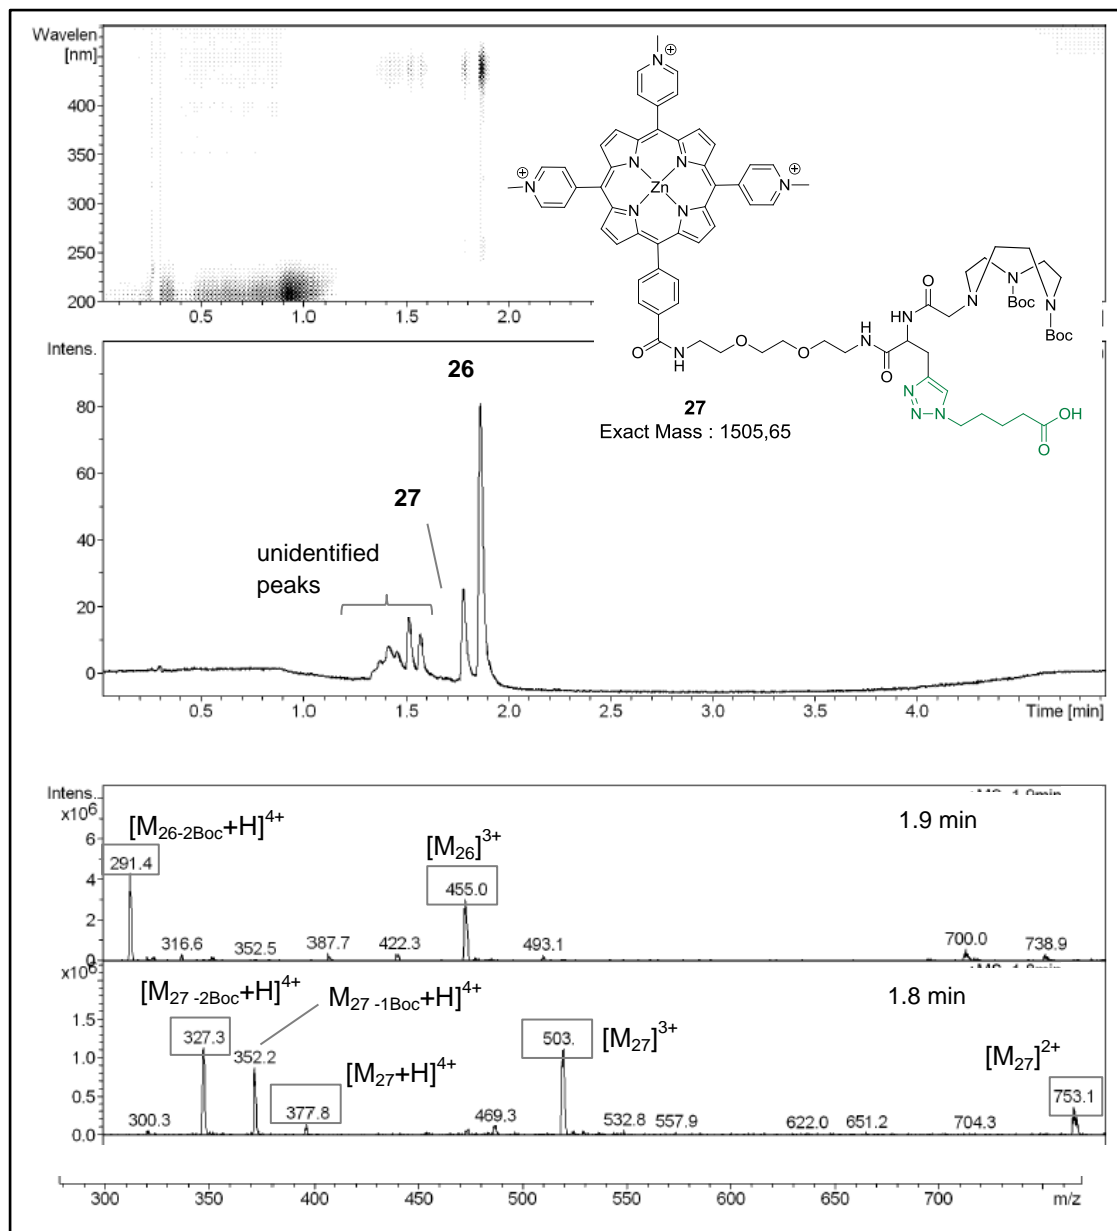 Wavelen
[nm]
400
350
300
250
200
0.5
1.0
1.5
2.0
N
⊕
N
⊕
N
⊕
N
N
N
N
Zn
O
N
H
O
O
H
N
O
H
N
O
N
N
Boc
N
Boc
N
N
N
OH
O
27
Exact Mass : 1505,65
Intens.
80
60
40
20
0
26
27
unidentified
peaks
0.5
1.0
1.5
2.0
2.5
3.0
3.5
4.0
Time [min]
Intens.
x10⁶
6
4
2
0
1.9 min
[M26-2Boc+H]4+
[M26]3+
291.4
316.6
352.5
387.7
422.3
455.0
493.1
700.0
738.9
x10⁶
1.5
1.0
0.5
0.0
1.8 min
[M27 -2Boc+H]4+
M27 -1Boc+H]4+
[M27+H]4+
[M27]3+
[M27]2+
300.3
327.3
352.2
377.8
469.3
503.
532.8
557.9
622.0
651.2
704.3
753.1
300
350
400
450
500
550
600
650
700
m/z